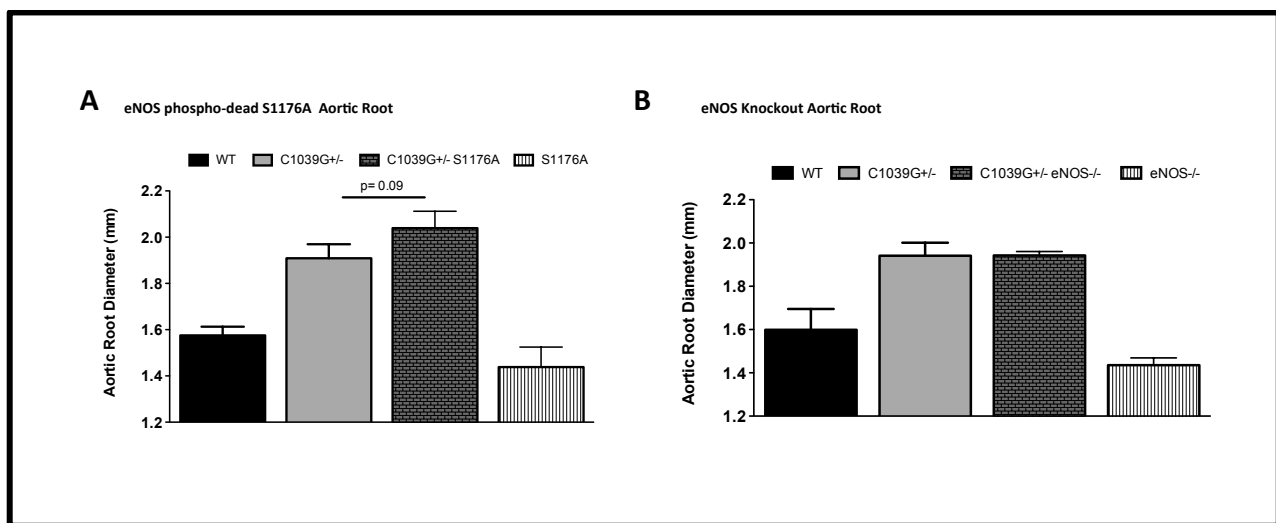 A eNOS phospho-dead S1176A Aortic Root
WT C1039G+/- C1039G+/- S1176A S1176A
p= 0.09
Aortic Root Diameter (mm)
2.2
2.0
1.8
1.6
1.4
1.2
B eNOS Knockout Aortic Root
WT C1039G+/- C1039G+/- eNOS-/- eNOS-/-
Aortic Root Diameter (mm)
2.2
2.0
1.8
1.6
1.4
1.2